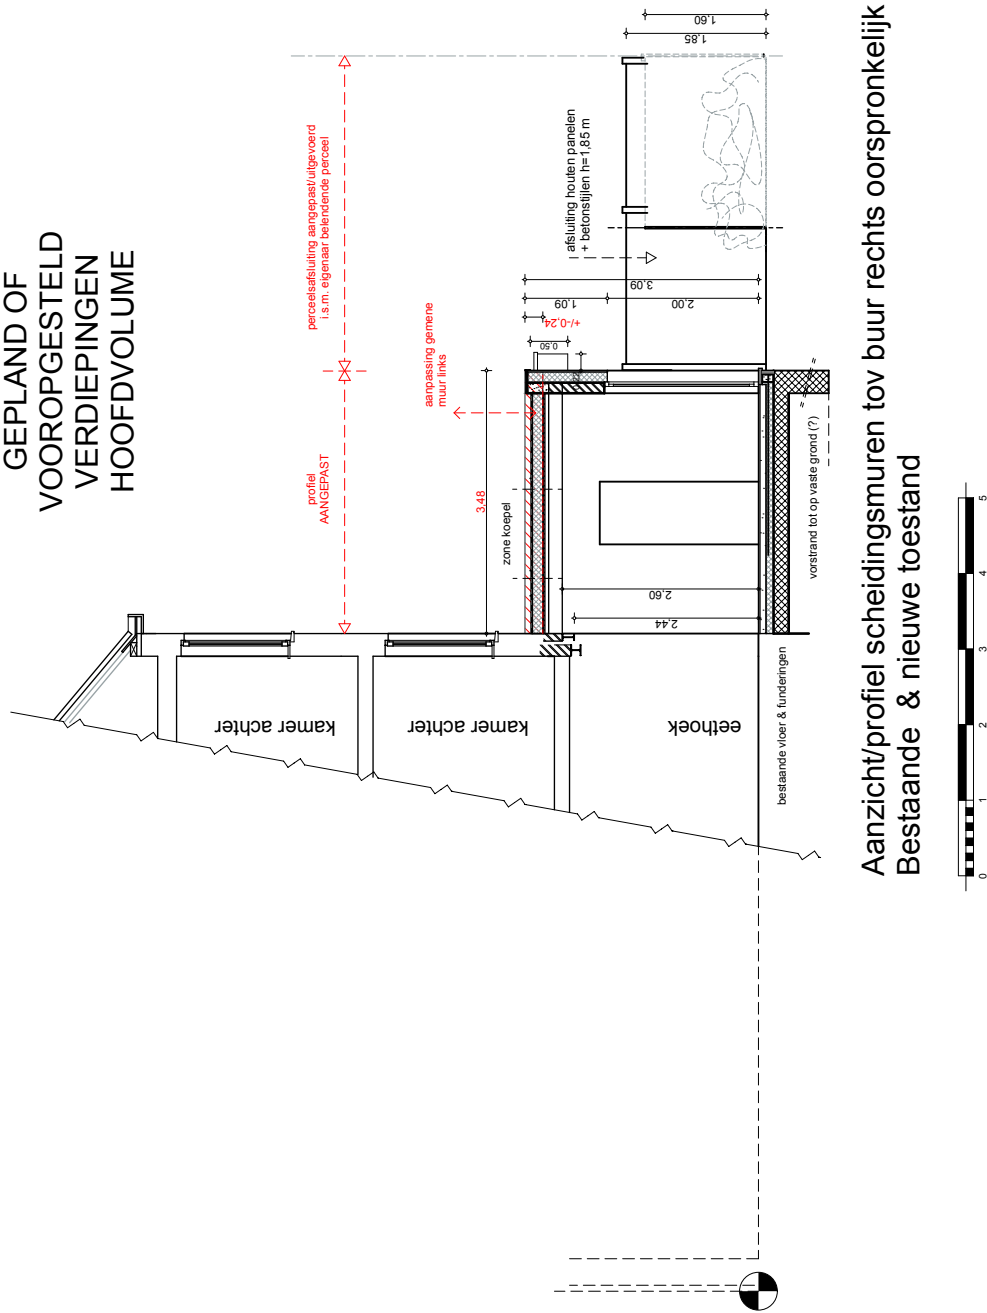 GEPLAND OF
VOOROPGESTELD
VERDIEPINGEN
HOOFDVOLUME
perceelsafsluiting aangepast/uitgevoerd
i.s.m. eigenaar belendende perceel
profiel
AANGEPAST
aanpassing gemene
muur links
afsluiting houten panelen
+ betonstijlen h=1,85 m
1,60
1,85
3,09
1,09
2,00
+/-0,24
0,50
3,48
zone koepel
2,60
2,44
kamer achter
kamer achter
eethoek
vorstrand tot op vaste grond (?)
bestaande vloer & funderingen
Aanzicht/profiel scheidingsmuren tov buur rechts oorspronkelijk
Bestaande & nieuwe toestand
0 1 2 3 4 5